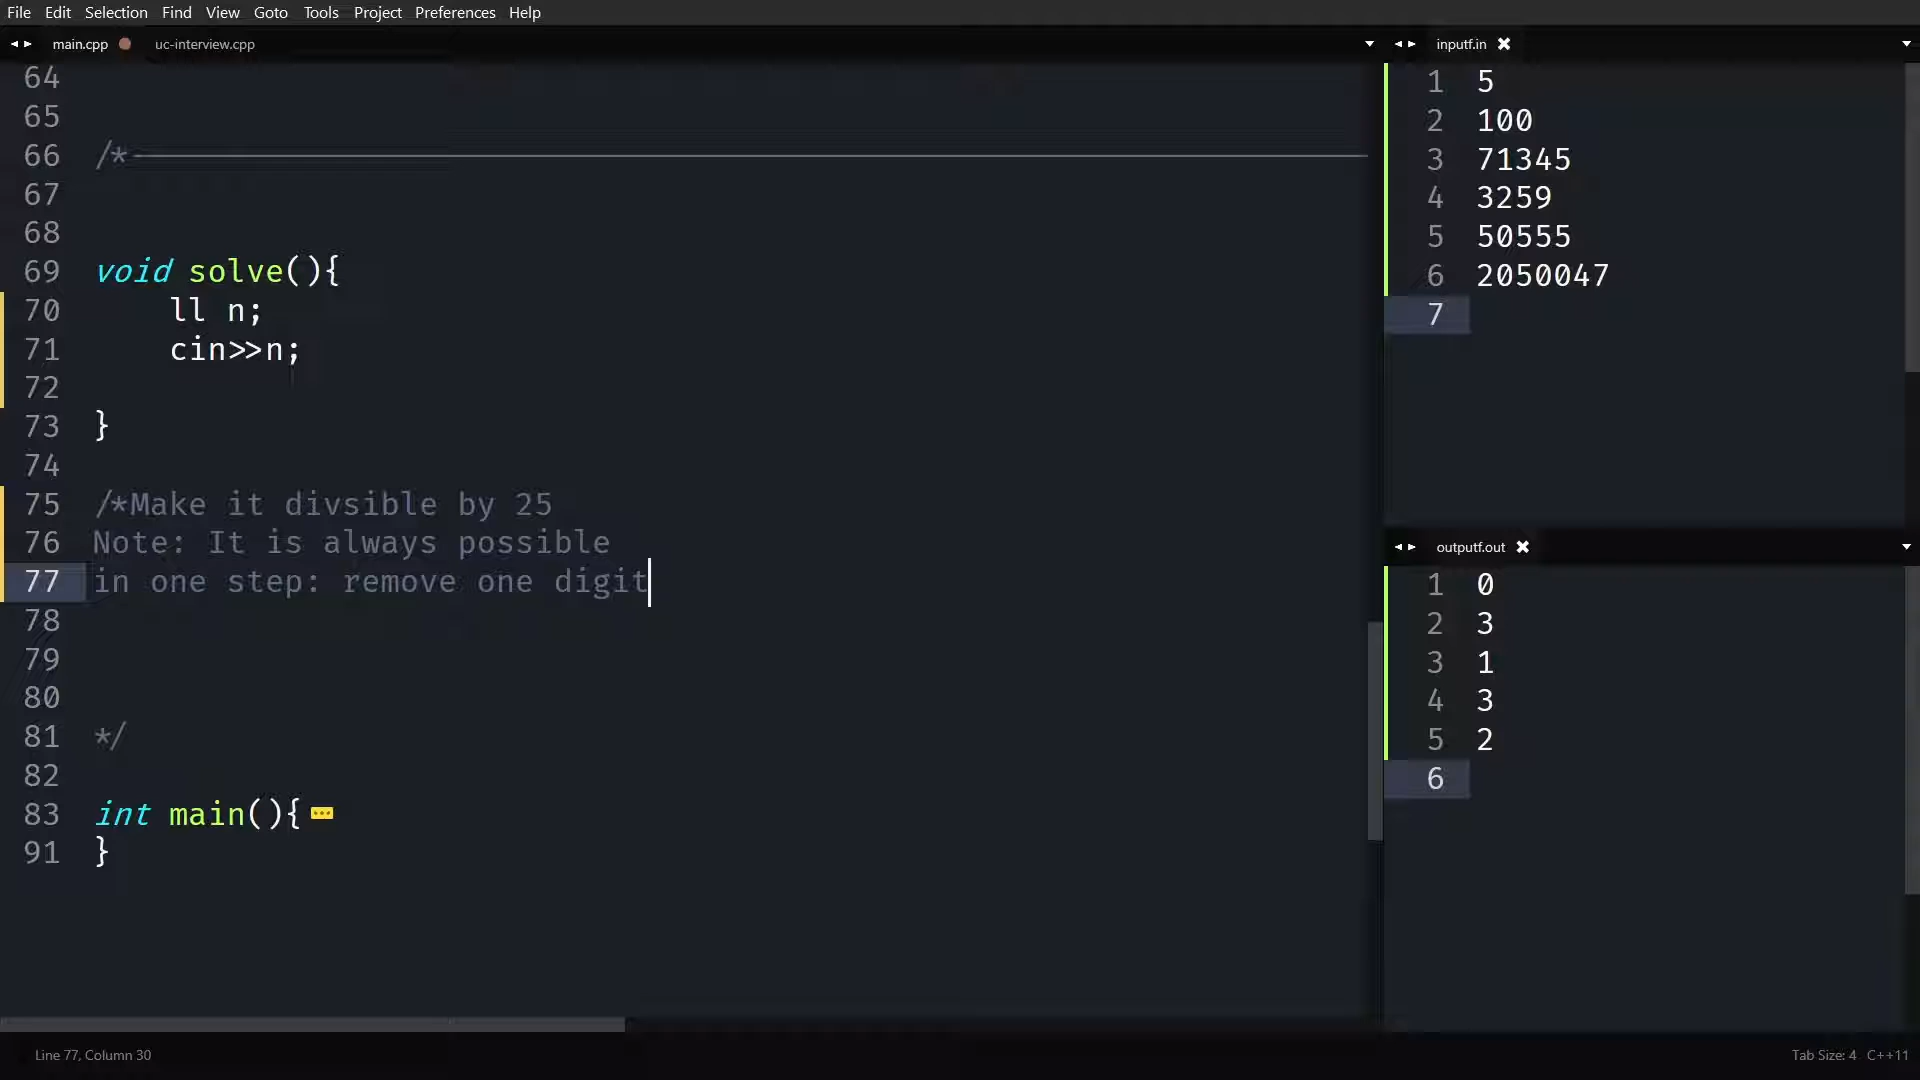 File Edit Selection Find View Goto Tools Project Preferences Help
main.cpp uc-interview.cpp
64
65
66 /*
67
68
69 void solve(){
70 ll n;
71 cin>>n;
72
73 }
74
75 /*Make it divsible by 25
76 Note: It is always possible
77 in one step: remove one digit
78
79
80
81 */
82
83 int main(){
91 }
inputf.in
1 5
2 100
3 71345
4 3259
5 50555
6 2050047
7
outputf.out
1 0
2 3
3 1
4 3
5 2
6
Line 77, Column 30
Tab Size: 4 C++11